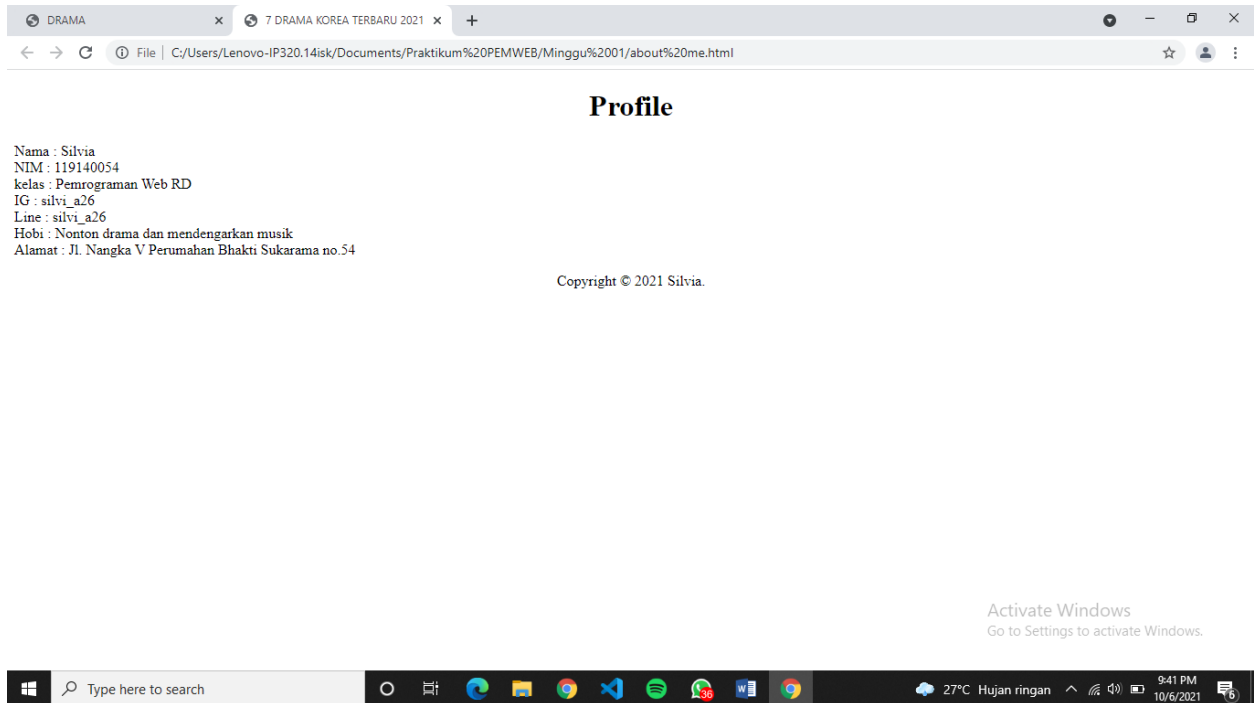 DRAMA
7 DRAMA KOREA TERBARU 2021
File | C:/Users/Lenovo-IP320.14isk/Documents/Praktikum%20PEMWEB/Minggu%2001/about%20me.html
Profile
Nama : Silvia
NIM : 119140054
kelas : Pemrograman Web RD
IG : silvi_a26
Line : silvi_a26
Hobi : Nonton drama dan mendengarkan musik
Alamat : Jl. Nangka V Perumahan Bhakti Sukarama no.54
Copyright © 2021 Silvia.
Activate Windows
Go to Settings to activate Windows.
Type here to search
36
W
27°C Hujan ringan
9:41 PM
10/6/2021
6